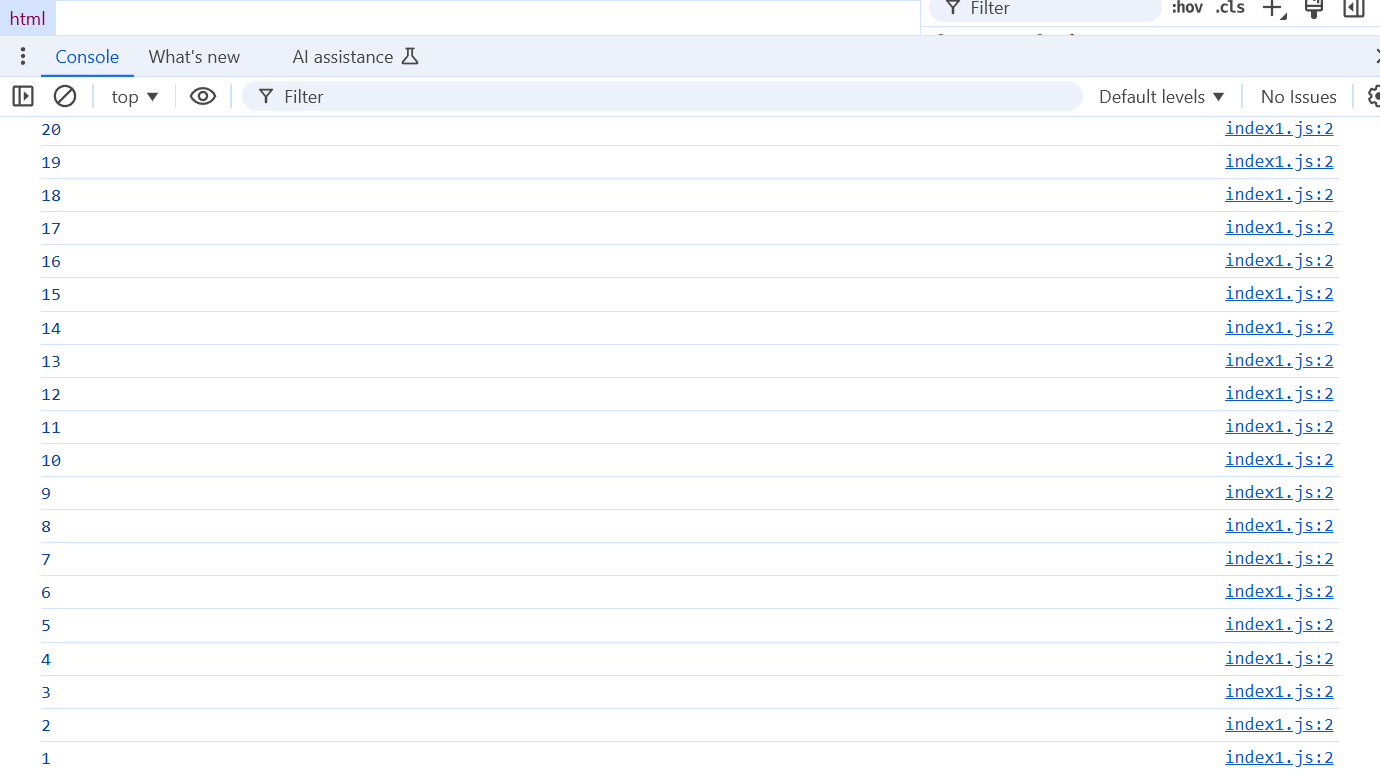 html
Filter :hov .cls
Console What's new AI assistance
top Filter Default levels No Issues
20 index1.js:2
19 index1.js:2
18 index1.js:2
17 index1.js:2
16 index1.js:2
15 index1.js:2
14 index1.js:2
13 index1.js:2
12 index1.js:2
11 index1.js:2
10 index1.js:2
9 index1.js:2
8 index1.js:2
7 index1.js:2
6 index1.js:2
5 index1.js:2
4 index1.js:2
3 index1.js:2
2 index1.js:2
1 index1.js:2